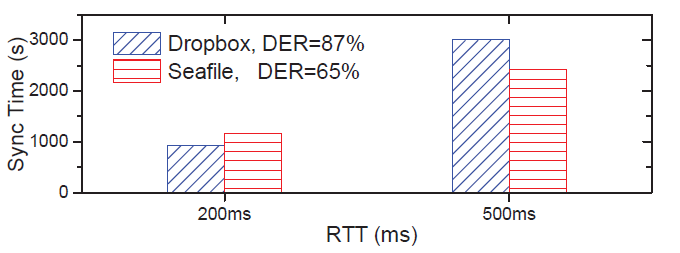 3000
2000
1000
0
Sync Time (s)
Dropbox, DER=87%
Seafile, DER=65%
200ms
500ms
RTT (ms)